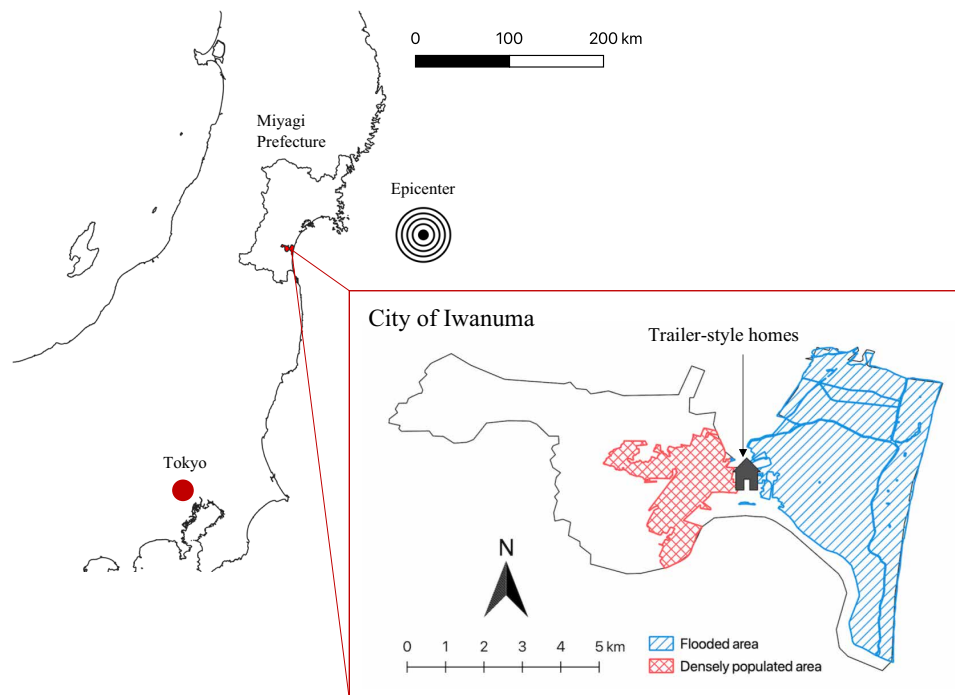 0 100 200 km
Miyagi
Prefecture
Epicenter
City of Iwanuma
Trailer-style homes
Tokyo
N
0 1 2 3 4 5 km
Flooded area
Densely populated area